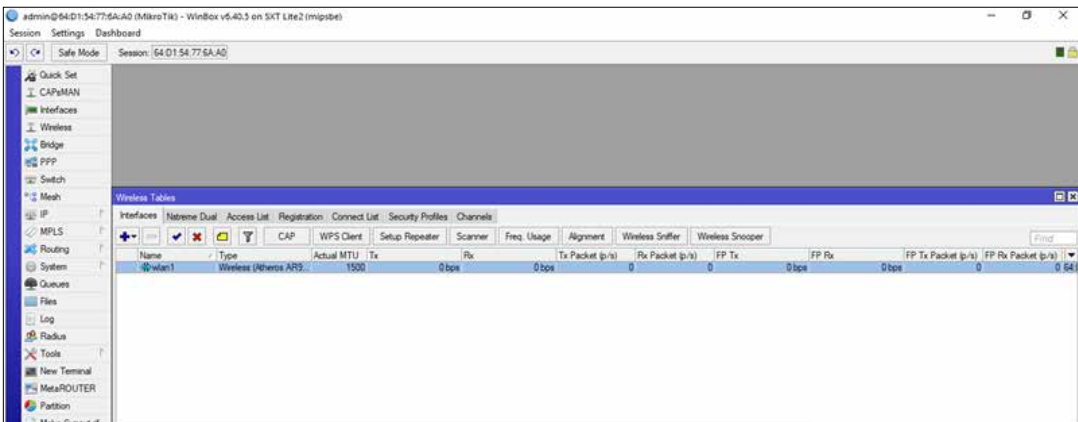 admin@64:D1:54:77:6A:A0 (MikroTik) - WinBox v6.40.5 on SXT Lite2 (mipsbe)
Session Settings Dashboard
Safe Mode Session: 64:D1:54:77:6A:A0
Quick Set
CAPsMAN
Interfaces
Wireless
Bridge
PPP
Switch
Mesh
IP
MPLS
Routing
System
Queues
Files
Log
Radius
Tools
New Terminal
MetaROUTER
Partition
Wireless Tables
Interfaces Nstreme Dual Access List Registration Connect List Security Profiles Channels
CAP WPS Client Setup Repeater Scanner Freq. Usage Alignment Wireless Sniffer Wireless Snooper Find
Name Type Actual MTU Tx Rx Tx Packet (p/s) Rx Packet (p/s) FP Tx FP Rx FP Tx Packet (p/s) FP Rx Packet (p/s)
wlan1 Wireless (Atheros AR9... 1500 0 bps 0 bps 0 0 0 bps 0 bps 0 0